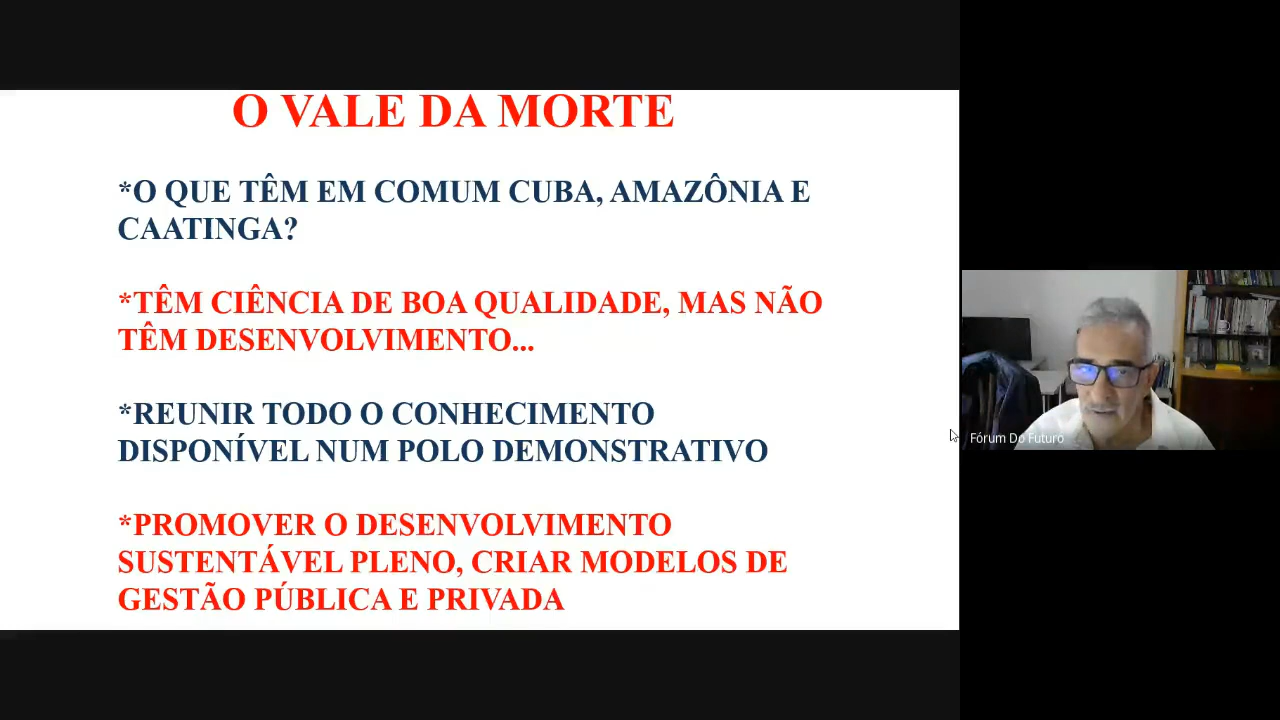 O VALE DA MORTE
*O QUE TÊM EM COMUM CUBA, AMAZÔNIA E
CAATINGA?
*TÊM CIÊNCIA DE BOA QUALIDADE, MAS NÃO
TÊM DESENVOLVIMENTO...
*REUNIR TODO O CONHECIMENTO
DISPONÍVEL NUM POLO DEMONSTRATIVO
*PROMOVER O DESENVOLVIMENTO
SUSTENTÁVEL PLENO, CRIAR MODELOS DE
GESTÃO PÚBLICA E PRIVADA
Fórum Do Futuro